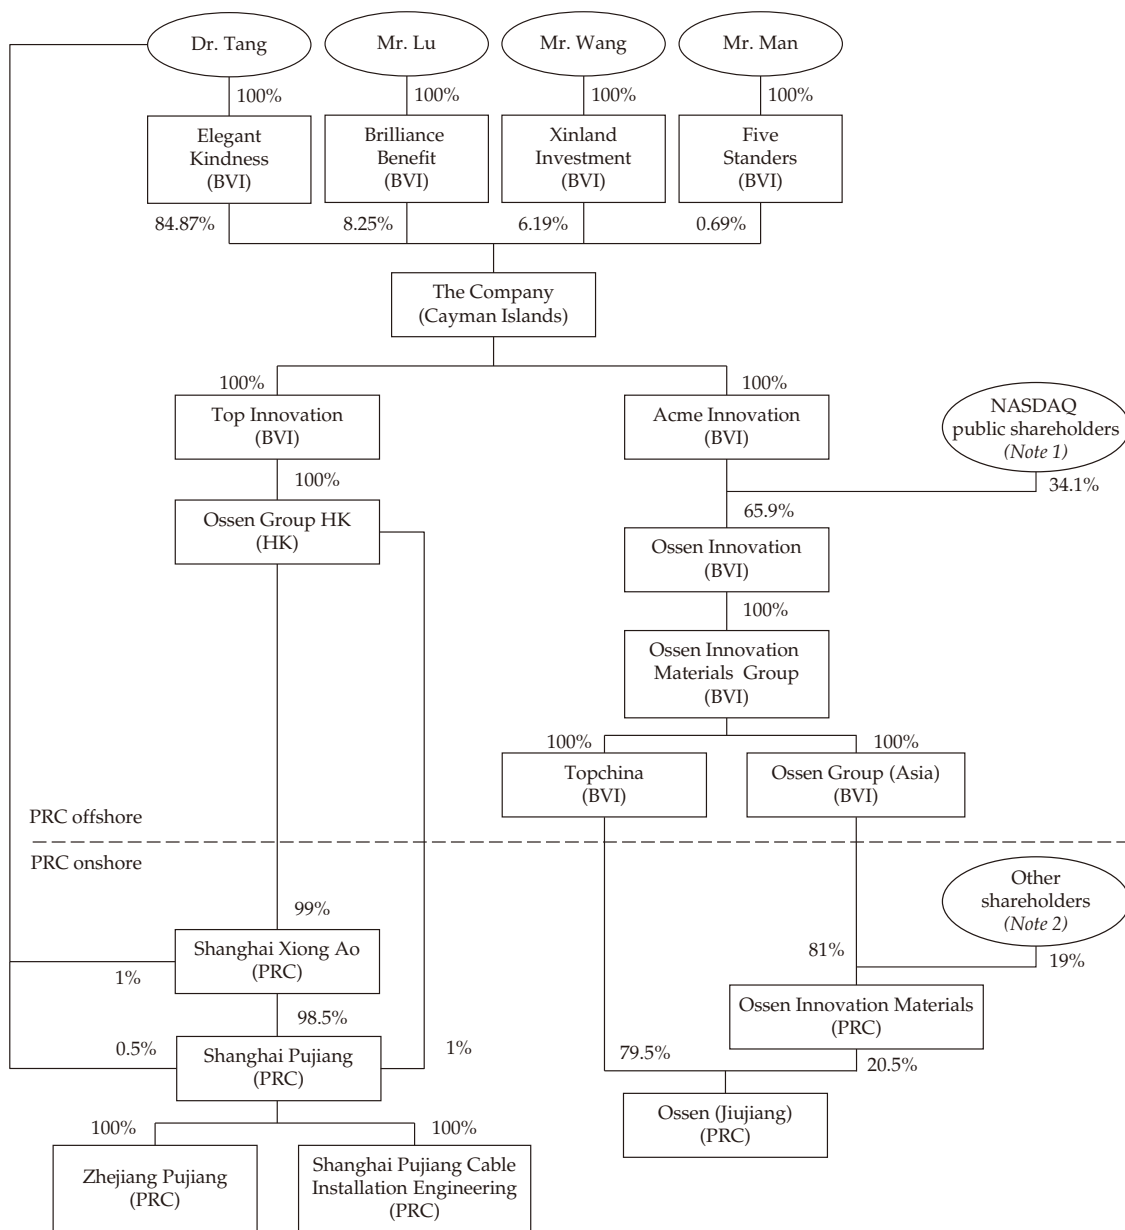 Dr. Tang
Mr. Lu
Mr. Wang
Mr. Man
100%
100%
100%
100%
Elegant
Kindness
(BVI)
Brilliance
Benefit
(BVI)
Xinland
Investment
(BVI)
Five
Standers
(BVI)
84.87%
8.25%
6.19%
0.69%
The Company
(Cayman Islands)
100%
100%
Top Innovation
(BVI)
Acme Innovation
(BVI)
NASDAQ
public shareholders
(Note 1)
100%
34.1%
65.9%
Ossen Group HK
(HK)
Ossen Innovation
(BVI)
100%
Ossen Innovation
Materials Group
(BVI)
100%
100%
Topchina
(BVI)
Ossen Group (Asia)
(BVI)
PRC offshore
PRC onshore
Other
shareholders
(Note 2)
99%
81%
19%
Shanghai Xiong Ao
(PRC)
1%
98.5%
Ossen Innovation Materials
(PRC)
0.5%
1%
79.5%
20.5%
Shanghai Pujiang
(PRC)
Ossen (Jiujiang)
(PRC)
100%
100%
Zhejiang Pujiang
(PRC)
Shanghai Pujiang Cable
Installation Engineering
(PRC)